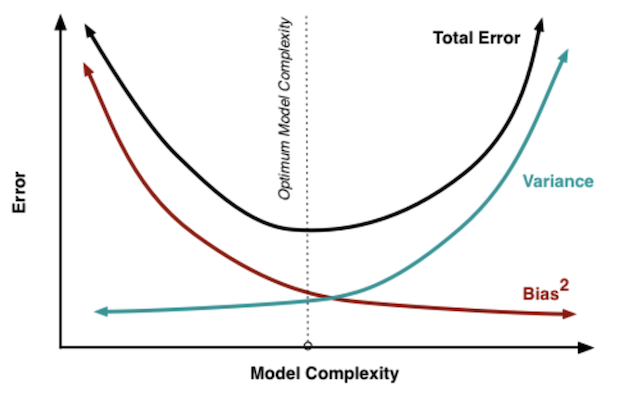 Total Error
Optimum Model Complexity
Variance
Error
Bias²
Model Complexity